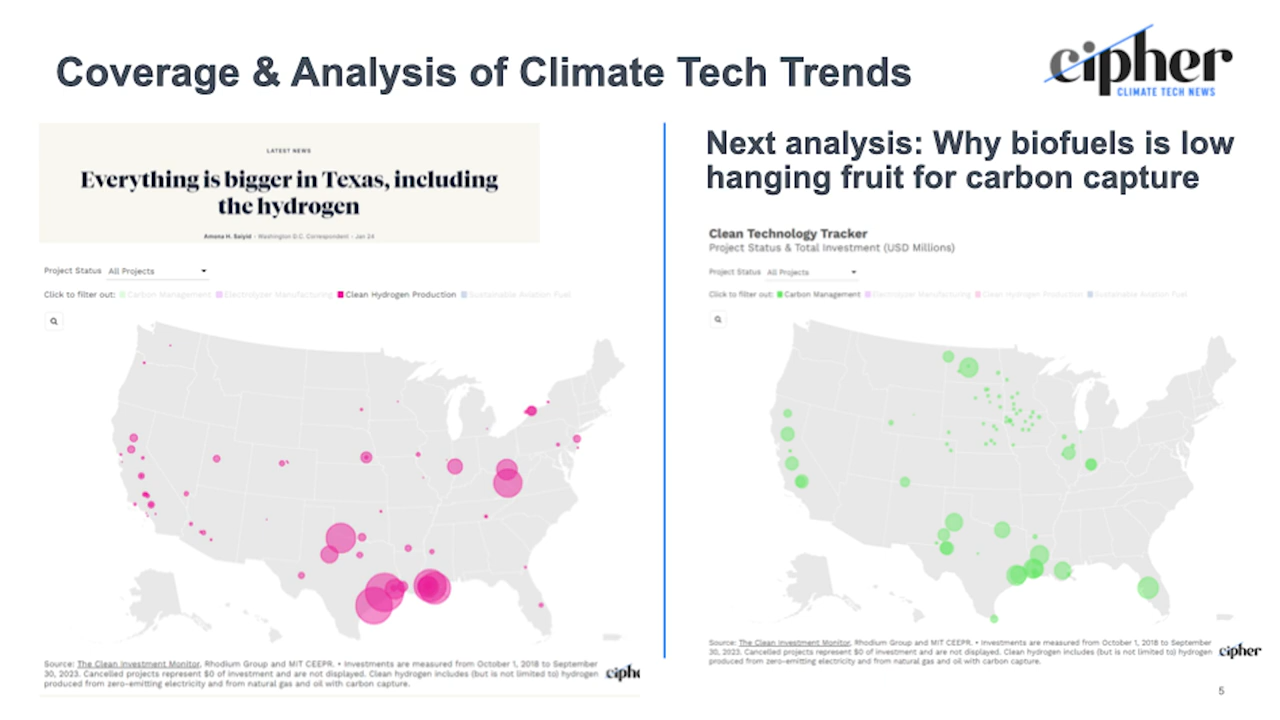 Coverage & Analysis of Climate Tech Trends
cipher
CLIMATE TECH NEWS
LATEST NEWS
Everything is bigger in Texas, including
the hydrogen
Amena H. Saiyid - Washington D.C. Correspondent - Jan 24
Project Status All Projects
Click to filter out: Carbon Management Electrolyzer Manufacturing Clean Hydrogen Production Sustainable Aviation Fuel
Source: The Clean Investment Monitor, Rhodium Group and MIT CEEPR. • Investments are measured from October 1, 2018 to September
30, 2023. Cancelled projects represent $0 of investment and are not displayed. Clean hydrogen includes (but is not limited to) hydrogen
produced from zero-emitting electricity and from natural gas and oil with carbon capture.
ciph
Next analysis: Why biofuels is low
hanging fruit for carbon capture
Clean Technology Tracker
Project Status & Total Investment (USD Millions)
Project Status All Projects
Click to filter out: Carbon Management Electrolyzer Manufacturing Clean Hydrogen Production Sustainable Aviation Fuel
Source: The Clean Investment Monitor, Rhodium Group and MIT CEEPR. • Investments are measured from October 1, 2018 to September
30, 2023. Cancelled projects represent $0 of investment and are not displayed. Clean hydrogen includes (but is not limited to) hydrogen
produced from zero-emitting electricity and from natural gas and oil with carbon capture.
cipher
5